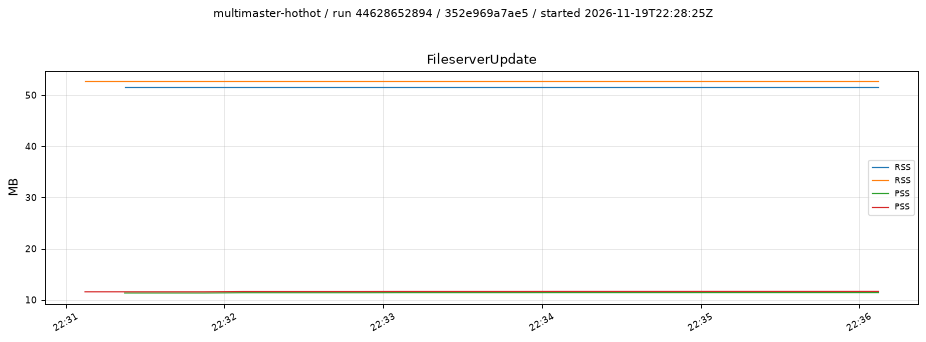 multimaster-hothot / run 44628652894 / 352e969a7ae5 / started 2026-11-19T22:28:25Z
FileserverUpdate
MB
50
40
30
20
10
RSS
RSS
PSS
PSS
22:31
22:32
22:33
22:34
22:35
22:36